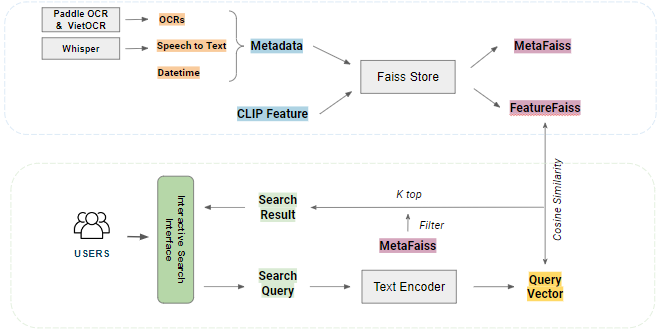 Paddle OCR
& VietOCR
OCRs
Whisper
Speech to Text
Datetime
Metadata
CLIP Feature
Faiss Store
MetaFaiss
FeatureFaiss
Cosine Similarity
USERS
Interactive Search
Interface
Search
Result
K top
Filter
MetaFaiss
Search
Query
Text Encoder
Query
Vector